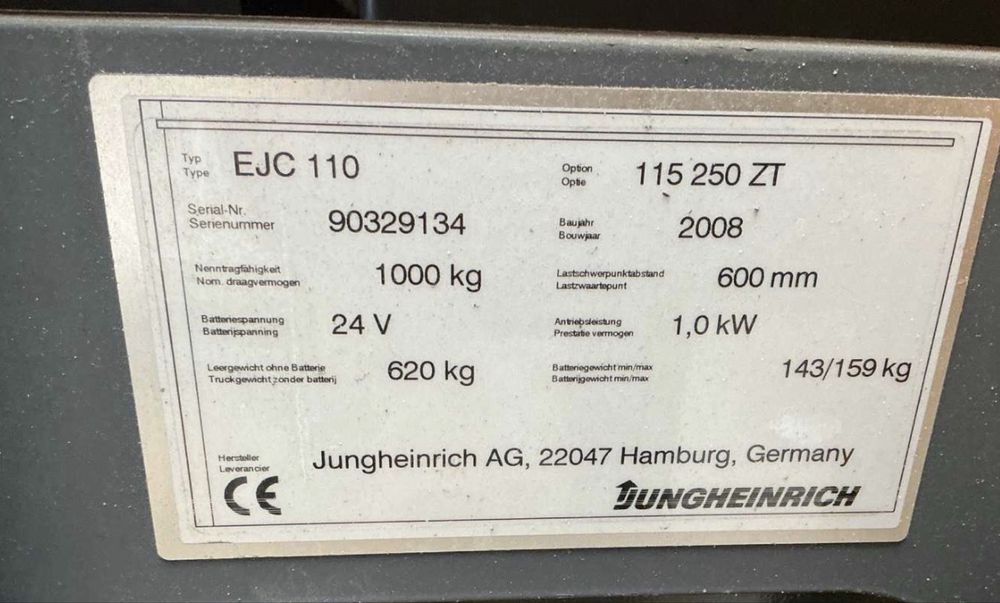 Typ
Type EJC 110
Option
Optie 115 250 ZT
Serial-Nr.
Serienummer 90329134
Baujahr
Bouwjaar 2008
Nenntragfähigkeit
Nom. draagvermogen 1000 kg
Lastschwerpunktabstand
Lastzwaartepunt 600 mm
Batteriespannung
Batterijspanning 24 V
Antriebsleistung
Prestatie vermogen 1,0 kW
Leergewicht ohne Batterie
Truckgewicht zonder batterij 620 kg
Batteriegewicht min/max
Batterijgewicht min/max 143/159 kg
Hersteller
Leverancier Jungheinrich AG, 22047 Hamburg, Germany
CE
JUNGHEINRICH